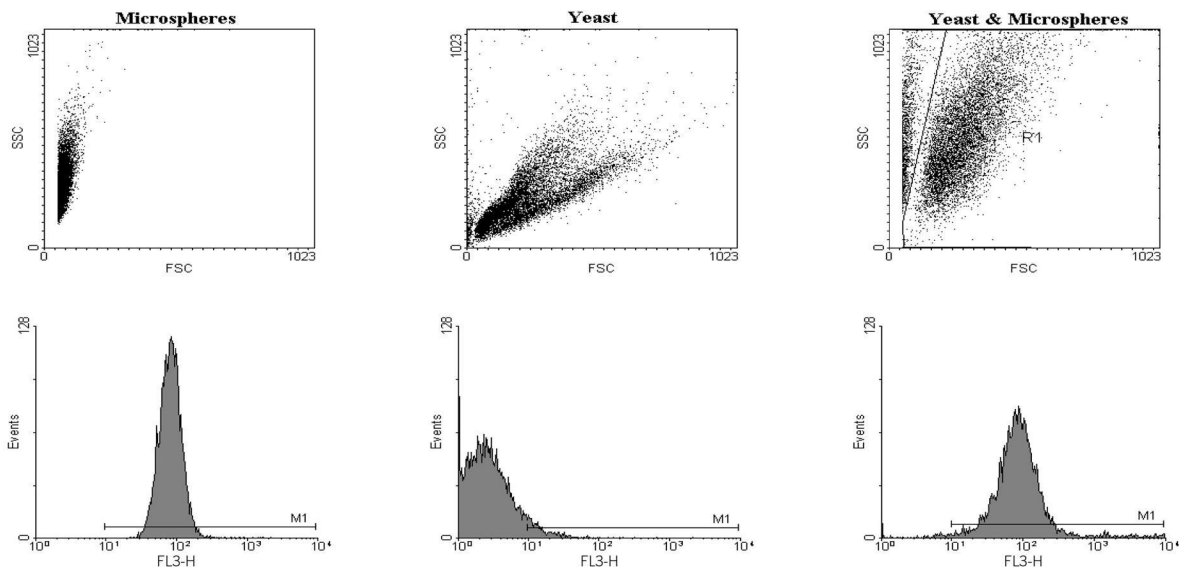 Microspheres
Yeast
Yeast & Microspheres
1023
SSC
0
0
1023
FSC
1023
SSC
0
0
1023
FSC
1023
SSC
0
R1
0
1023
FSC
128
Events
0
M1
10⁰
10¹
10²
10³
10⁴
FL3-H
128
Events
0
M1
10⁰
10¹
10²
10³
10⁴
FL3-H
128
Events
0
M1
10⁰
10¹
10²
10³
10⁴
FL3-H